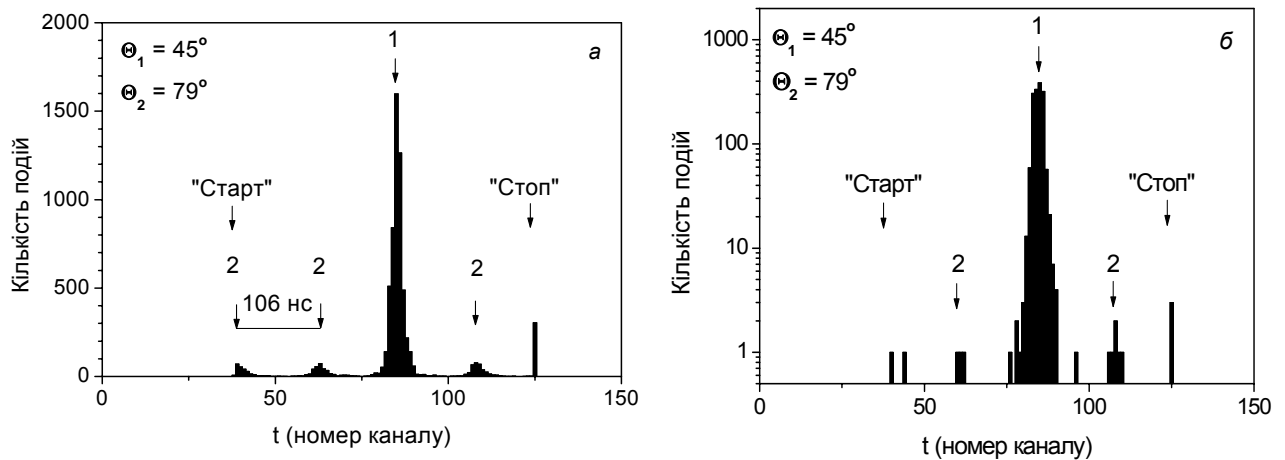 2000
1500
1000
500
0
Кількість подій
Θ1 = 45°
Θ2 = 79°
а
1
"Старт"
"Стоп"
2
2
2
106 нс
0
50
100
150
t (номер каналу)
1000
100
10
1
Кількість подій
Θ1 = 45°
Θ2 = 79°
б
1
"Старт"
"Стоп"
2
2
0
50
100
150
t (номер каналу)